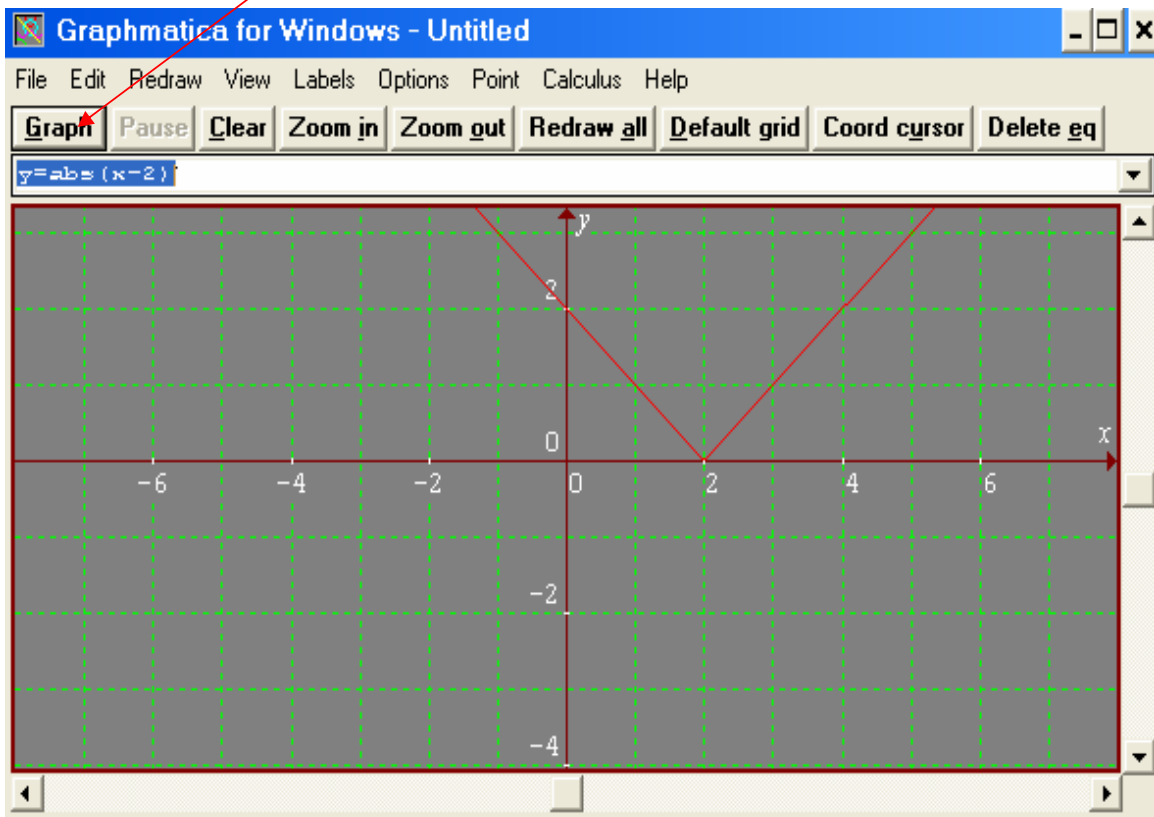 Graphmatica for Windows - Untitled
File Edit Redraw View Labels Options Point Calculus Help
Graph Pause Clear Zoom in Zoom out Redraw all Default grid Coord cursor Delete eq
y=abs(x-2)
y
2
0
x
-6 -4 -2 0 2 4 6
-2
-4